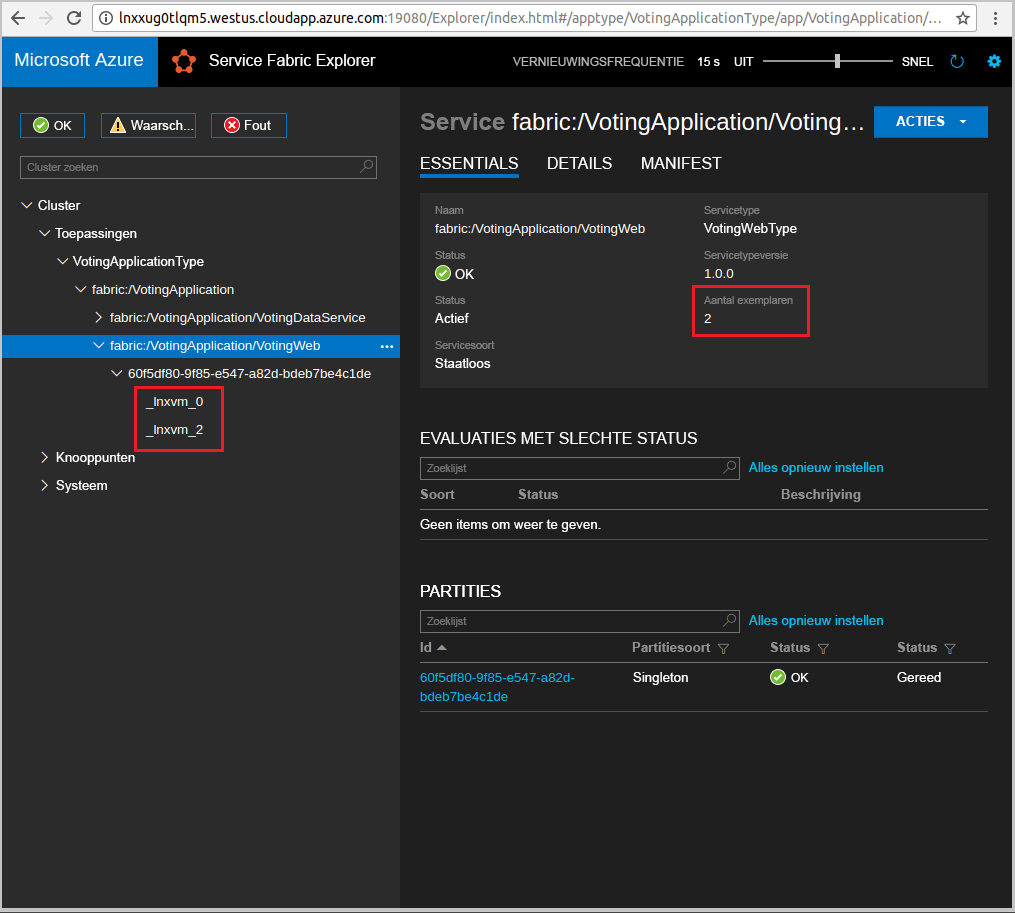 lnxxug0tlqm5.westus.cloudapp.azure.com:19080/Explorer/index.html#/apptype/VotingApplicationType/app/VotingApplication/...
Microsoft Azure
Service Fabric Explorer
VERNIEUWINGSFREQUENTIE 15 s UIT SNEL
OK Waarsch... Fout
Cluster zoeken
Cluster
Toepassingen
VotingApplicationType
fabric:/VotingApplication
fabric:/VotingApplication/VotingDataService
fabric:/VotingApplication/VotingWeb
60f5df80-9f85-e547-a82d-bdeb7be4c1de
_lnxvm_0
_lnxvm_2
Knooppunten
Systeem
Service fabric:/VotingApplication/Voting...
ACTIES
ESSENTIALS DETAILS MANIFEST
Naam
fabric:/VotingApplication/VotingWeb
Status
OK
Status
Actief
Servicesoort
Staatloos
Servicetype
VotingWebType
Servicetypeversie
1.0.0
Aantal exemplaren
2
EVALUATIES MET SLECHTE STATUS
Zoeklijst Alles opnieuw instellen
Soort Status Beschrijving
Geen items om weer te geven.
PARTITIES
Zoeklijst Alles opnieuw instellen
Id Partitiesoort Status Status
60f5df80-9f85-e547-a82d- Singleton OK Gereed
bdeb7be4c1de